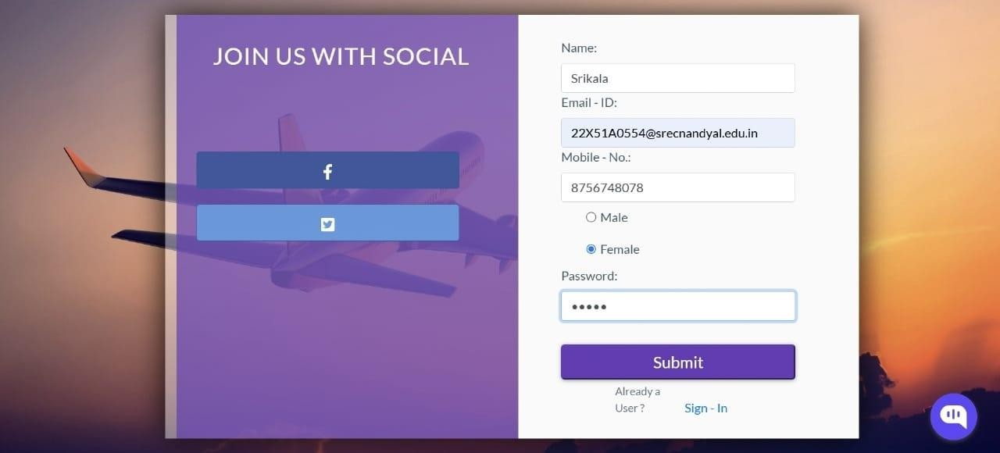 JOIN US WITH SOCIAL
Name:
Srikala
Email - ID:
22X51A0554@srecnandyal.edu.in
Mobile - No.:
8756748078
Male
Female
Password:
•••••
Submit
Already a
User ?
Sign - In